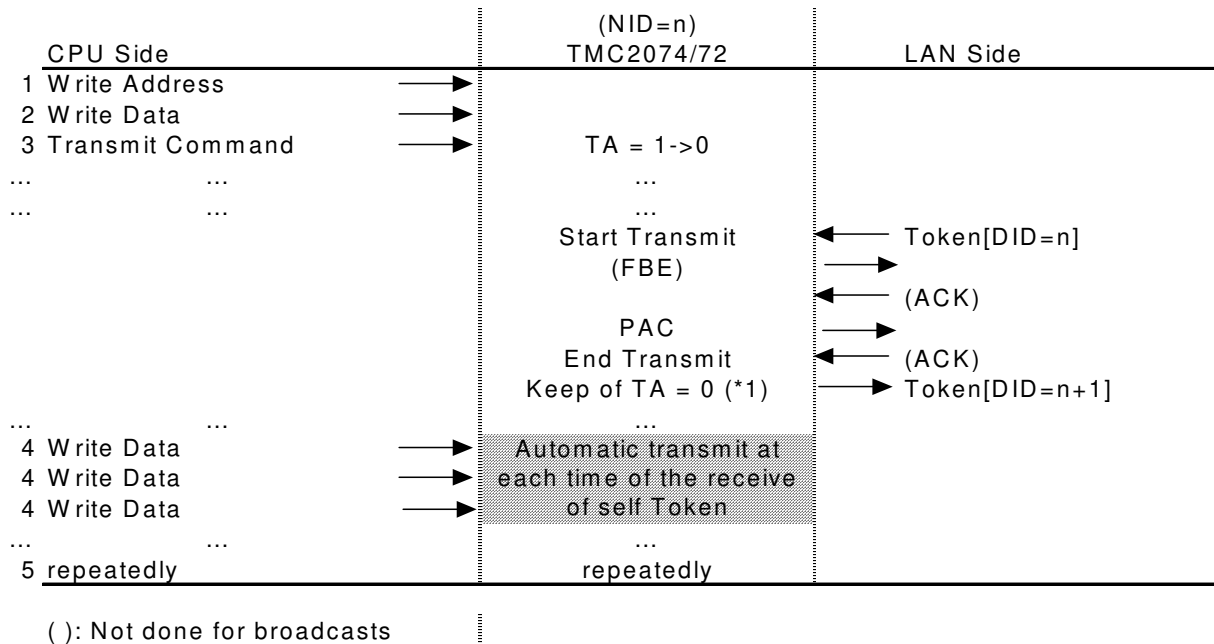 (NID=n)
CPU Side TMC2074/72 LAN Side
1 Write Address
2 Write Data
3 Transmit Command TA = 1->0
... ... ...
... ... ...
Start Transmit Token[DID=n]
(FBE)
(ACK)
PAC
End Transmit (ACK)
Keep of TA = 0 (*1) Token[DID=n+1]
... ... ...
4 Write Data Automatic transmit at
4 Write Data each time of the receive
4 Write Data of self Token
... ... ...
5 repeatedly repeatedly
( ): Not done for broadcasts